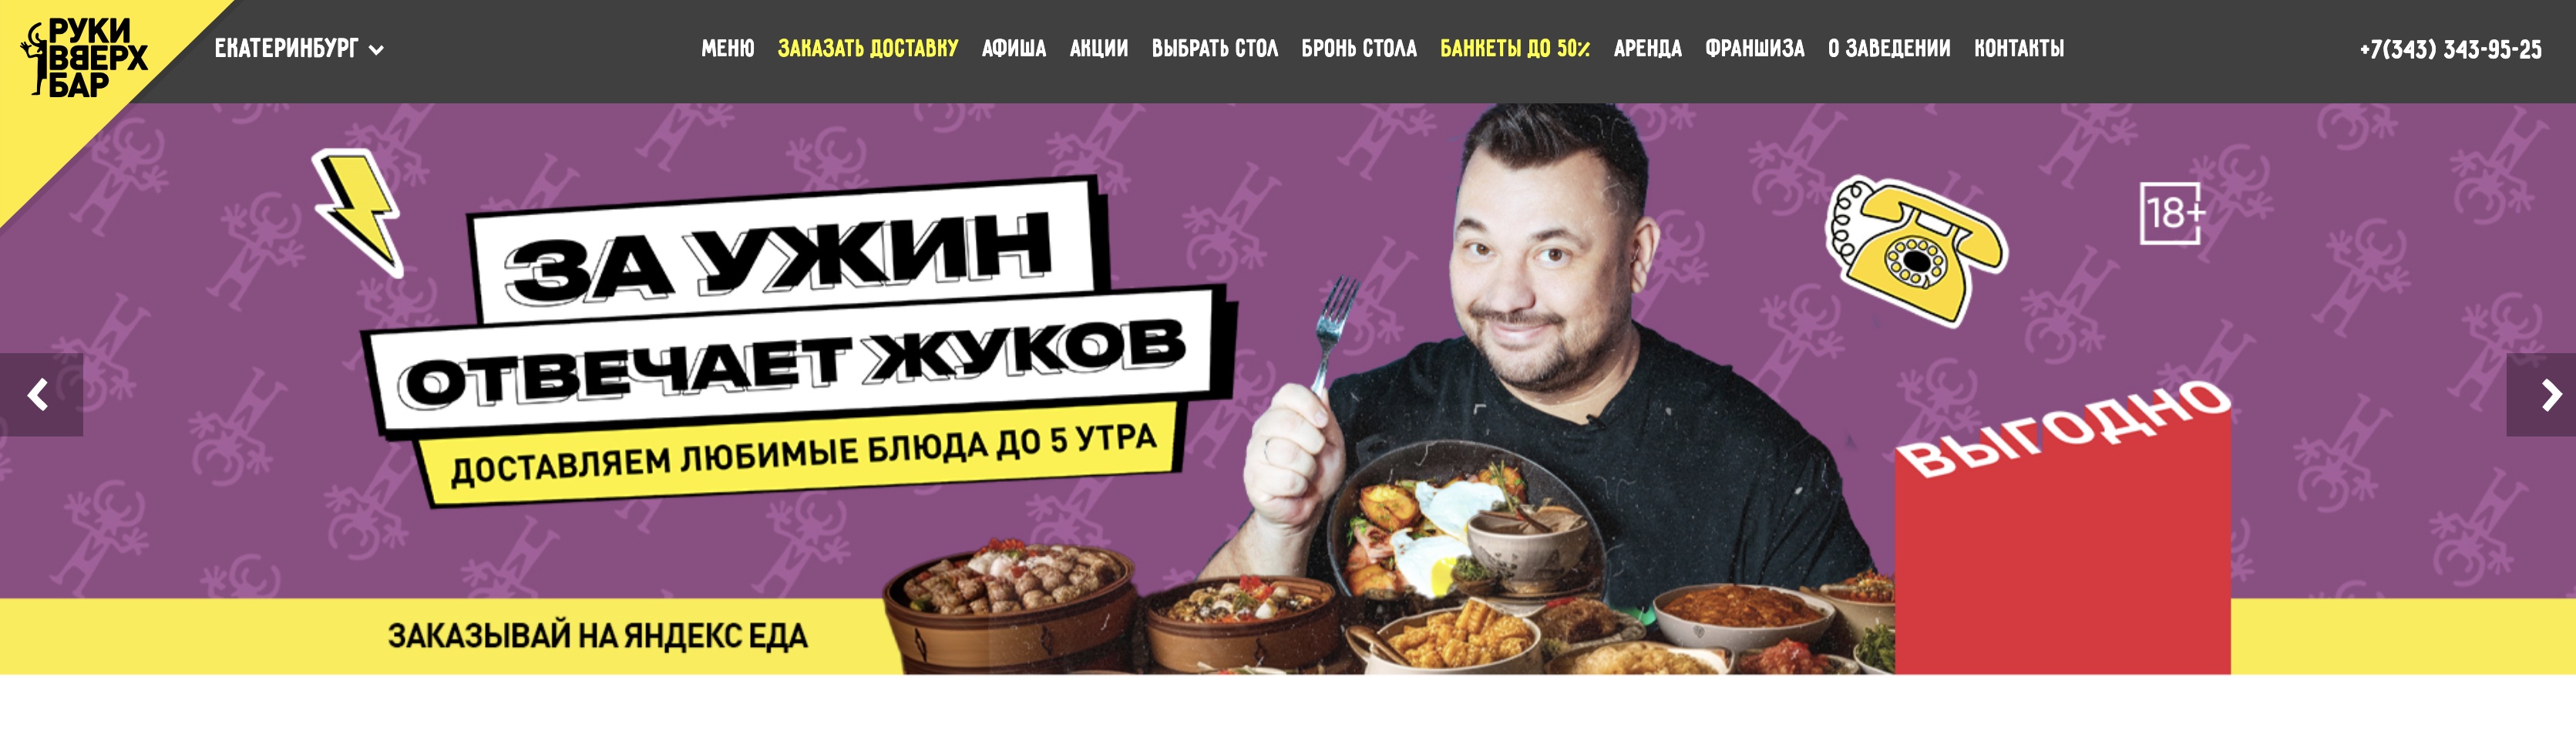 РУКИ
ВВЕРХ
БАР
ЕКАТЕРИНБУРГ
МЕНЮ ЗАКАЗАТЬ ДОСТАВКУ АФИША АКЦИИ ВЫБРАТЬ СТОЛ БРОНЬ СТОЛА БАНКЕТЫ ДО 50% АРЕНДА ФРАНШИЗА О ЗАВЕДЕНИИ КОНТАКТЫ
+7(343) 343-95-25
18+
ЗА УЖИН
ОТВЕЧАЕТ ЖУКОВ
ДОСТАВЛЯЕМ ЛЮБИМЫЕ БЛЮДА ДО 5 УТРА
ВЫГОДНО
ЗАКАЗЫВАЙ НА ЯНДЕКС ЕДА